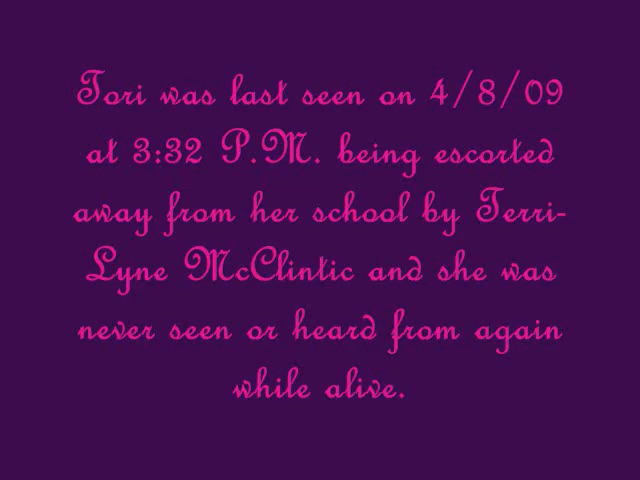 Tori was last seen on 4/8/09
at 3:32 P.M. being escorted
away from her school by Terri-
Lyne McClintic and she was
never seen or heard from again
while alive.